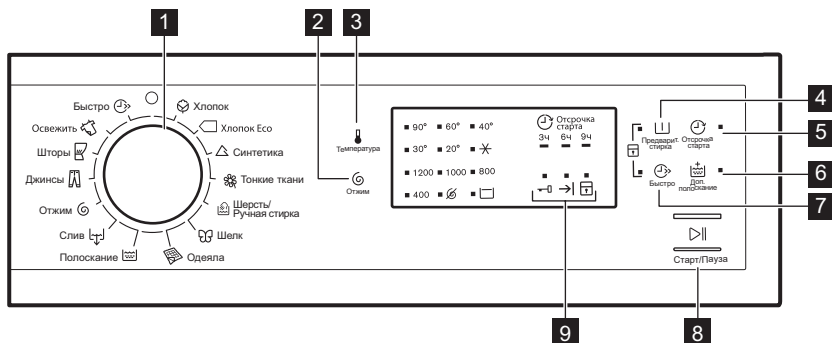 1
2
3
4
5
6
7
8
9
Быстро
Освежить
Шторы
Джинсы
Отжим
Слив
Полоскание
Хлопок
Хлопок Eco
Синтетика
Тонкие ткани
Шерсть/
Ручная стирка
Шелк
Одеяла
Температура
Отжим
90° 60° 40°
30° 20°
1200 1000 800
400
Отсрочка
старта
3ч 6ч 9ч
Предварит.
стирка
Отсрочка
старта
Быстро
Доп.
полоскание
Старт/Пауза